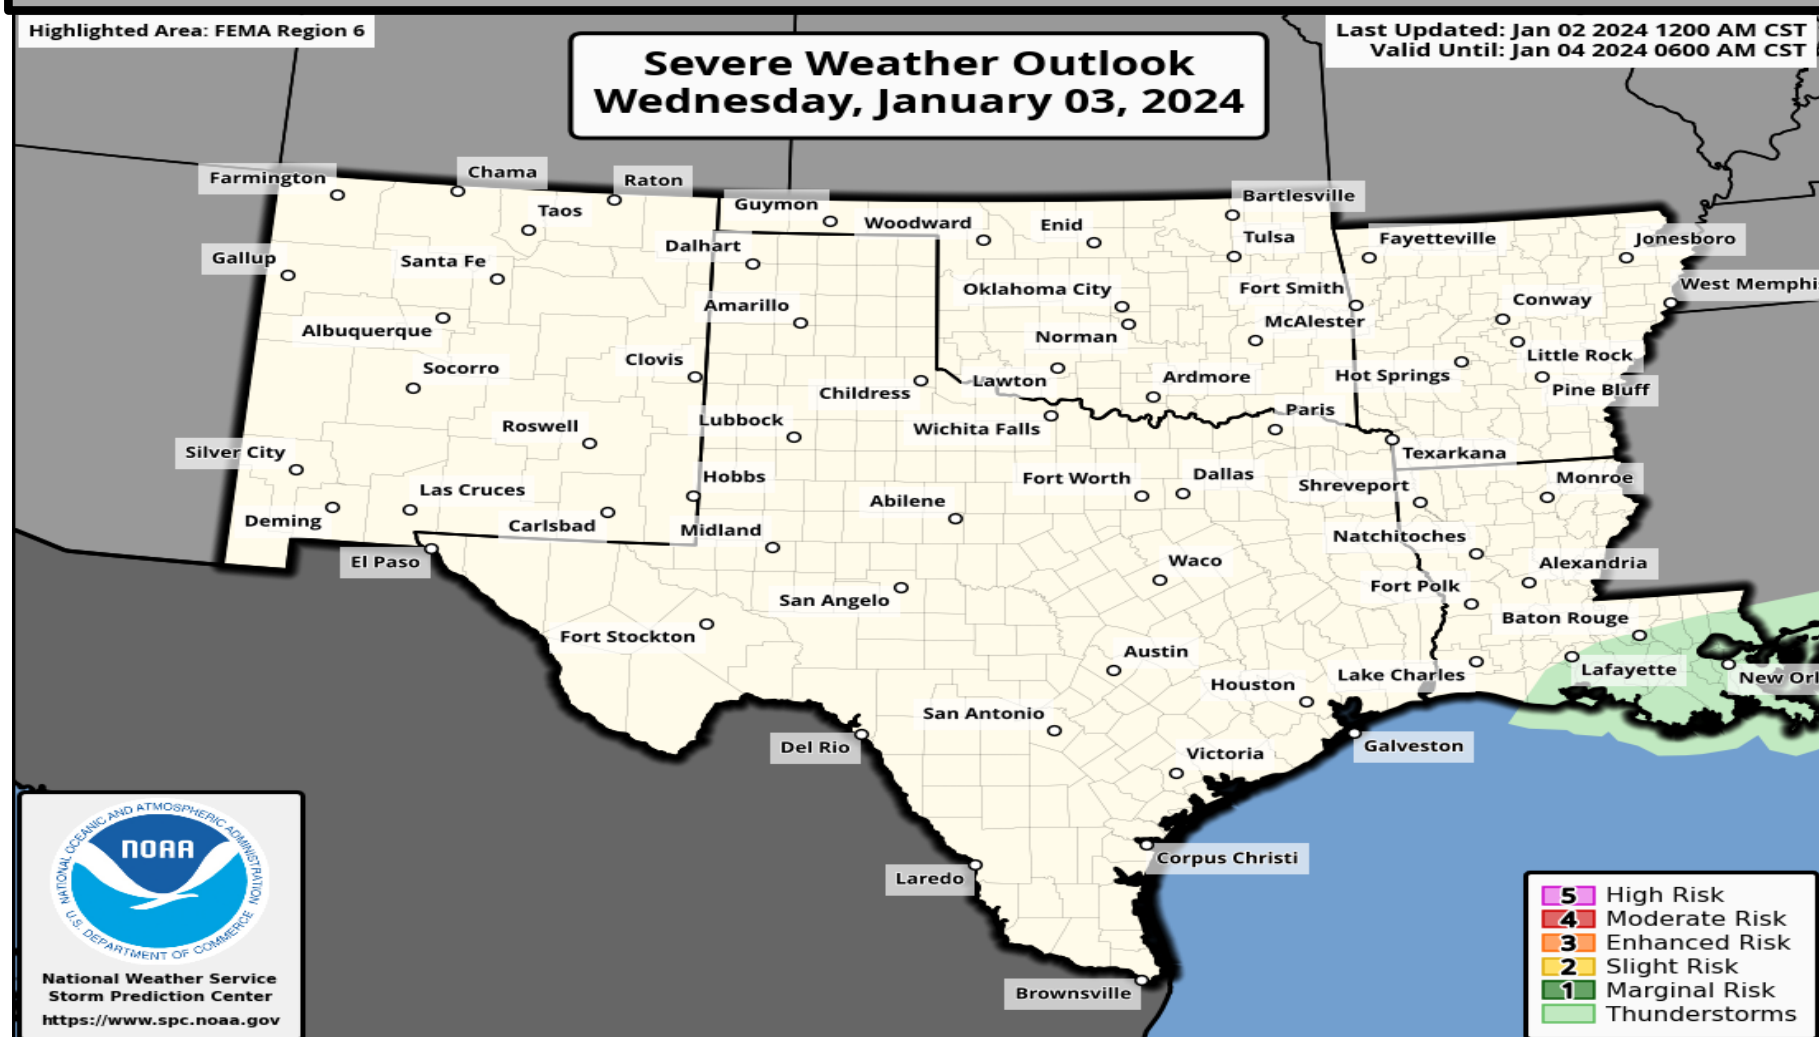 Highlighted Area: FEMA Region 6
Severe Weather Outlook
Wednesday, January 03, 2024
Last Updated: Jan 02 2024 1200 AM CST
Valid Until: Jan 04 2024 0600 AM CST
Farmington
Chama
Raton
Taos
Guymon
Woodward
Enid
Bartlesville
Tulsa
Fayetteville
Jonesboro
Gallup
Santa Fe
Dalhart
Oklahoma City
Fort Smith
Conway
West Memphi
Albuquerque
Amarillo
Norman
McAlester
Little Rock
Socorro
Clovis
Childress
Lawton
Ardmore
Hot Springs
Pine Bluff
Roswell
Lubbock
Wichita Falls
Paris
Texarkana
Silver City
Las Cruces
Hobbs
Abilene
Fort Worth
Dallas
Shreveport
Monroe
Deming
Carlsbad
Midland
Natchitoches
El Paso
San Angelo
Waco
Fort Polk
Alexandria
Fort Stockton
Austin
Baton Rouge
Houston
Lake Charles
Lafayette
New Orl
San Antonio
Del Rio
Victoria
Galveston
Laredo
Corpus Christi
Brownsville
NATIONAL OCEANIC AND ATMOSPHERIC ADMINISTRATION
NOAA
U.S. DEPARTMENT OF COMMERCE
National Weather Service
Storm Prediction Center
https://www.spc.noaa.gov
5 High Risk
4 Moderate Risk
3 Enhanced Risk
2 Slight Risk
1 Marginal Risk
Thunderstorms